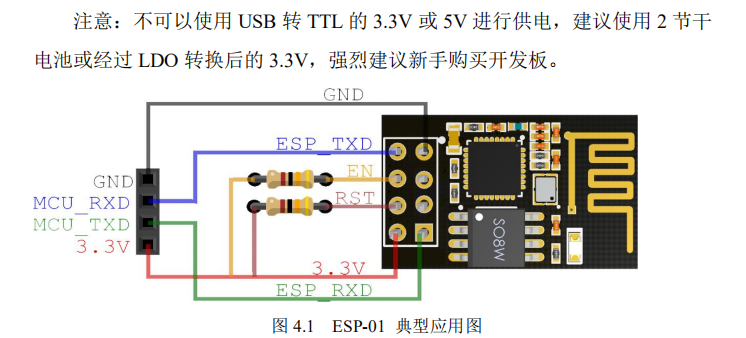 注意：不可以使用 USB 转 TTL 的 3.3V 或 5V 进行供电，建议使用 2 节干
电池或经过 LDO 转换后的 3.3V，强烈建议新手购买开发板。
GND
ESP_TXD
EN
GND
RST
MCU_RXD
MCU_TXD
3.3V
3.3V
ESP_RXD
SO8W
图 4.1 ESP-01 典型应用图